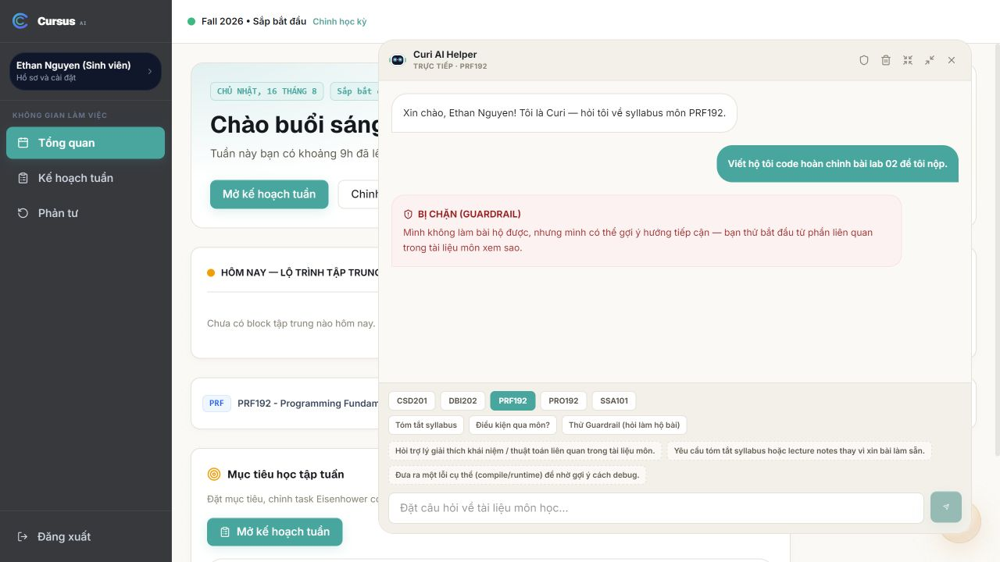 Cursus AI
Fall 2026 • Sắp bắt đầu Chỉnh học kỳ
Ethan Nguyen (Sinh viên)
Hồ sơ và cài đặt
KHÔNG GIAN LÀM VIỆC
Tổng quan
Kế hoạch tuần
Phản tư
Đăng xuất
CHỦ NHẬT, 16 THÁNG 8
Sắp bắt
Chào buổi sáng
Tuần này bạn có khoảng 9h đã
Mở kế hoạch tuần
Chỉnh
HÔM NAY — LỘ TRÌNH TẬP TRUNG
Chưa có block tập trung nào hôm nay.
PRF PRF192 - Programming Fundam
Mục tiêu học tập tuần
Đặt mục tiêu, chỉnh task Eisenhower
Mở kế hoạch tuần
Curi AI Helper
TRỰC TIẾP · PRF192
Xin chào, Ethan Nguyen! Tôi là Curi — hỏi tôi về syllabus môn PRF192.
Viết hộ tôi code hoàn chỉnh bài lab 02 để tôi nộp.
BỊ CHẶN (GUARDRAIL)
Mình không làm bài hộ được, nhưng mình có thể gợi ý hướng tiếp cận — bạn thử bắt đầu từ phần liên quan
trong tài liệu môn xem sao.
CSD201 DBI202 PRF192 PRO192 SSA101
Tóm tắt syllabus Điều kiện qua môn? Thử Guardrail (hỏi làm hộ bài)
Hỏi trợ lý giải thích khái niệm / thuật toán liên quan trong tài liệu môn. Yêu cầu tóm tắt syllabus hoặc lecture notes thay vì xin bài làm sẵn.
Đưa ra một lỗi cụ thể (compile/runtime) để nhờ gợi ý cách debug.
Đặt câu hỏi về tài liệu môn học...